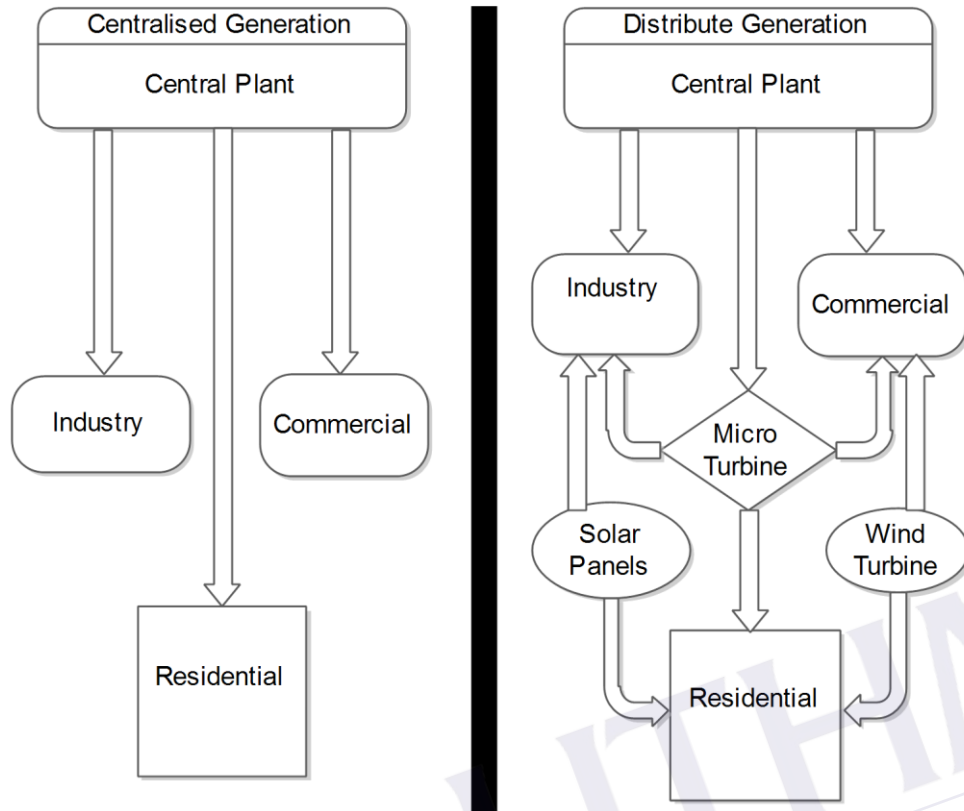 Centralised Generation
Central Plant
Industry
Commercial
Residential
Distribute Generation
Central Plant
Industry
Commercial
Micro
Turbine
Solar
Panels
Wind
Turbine
Residential